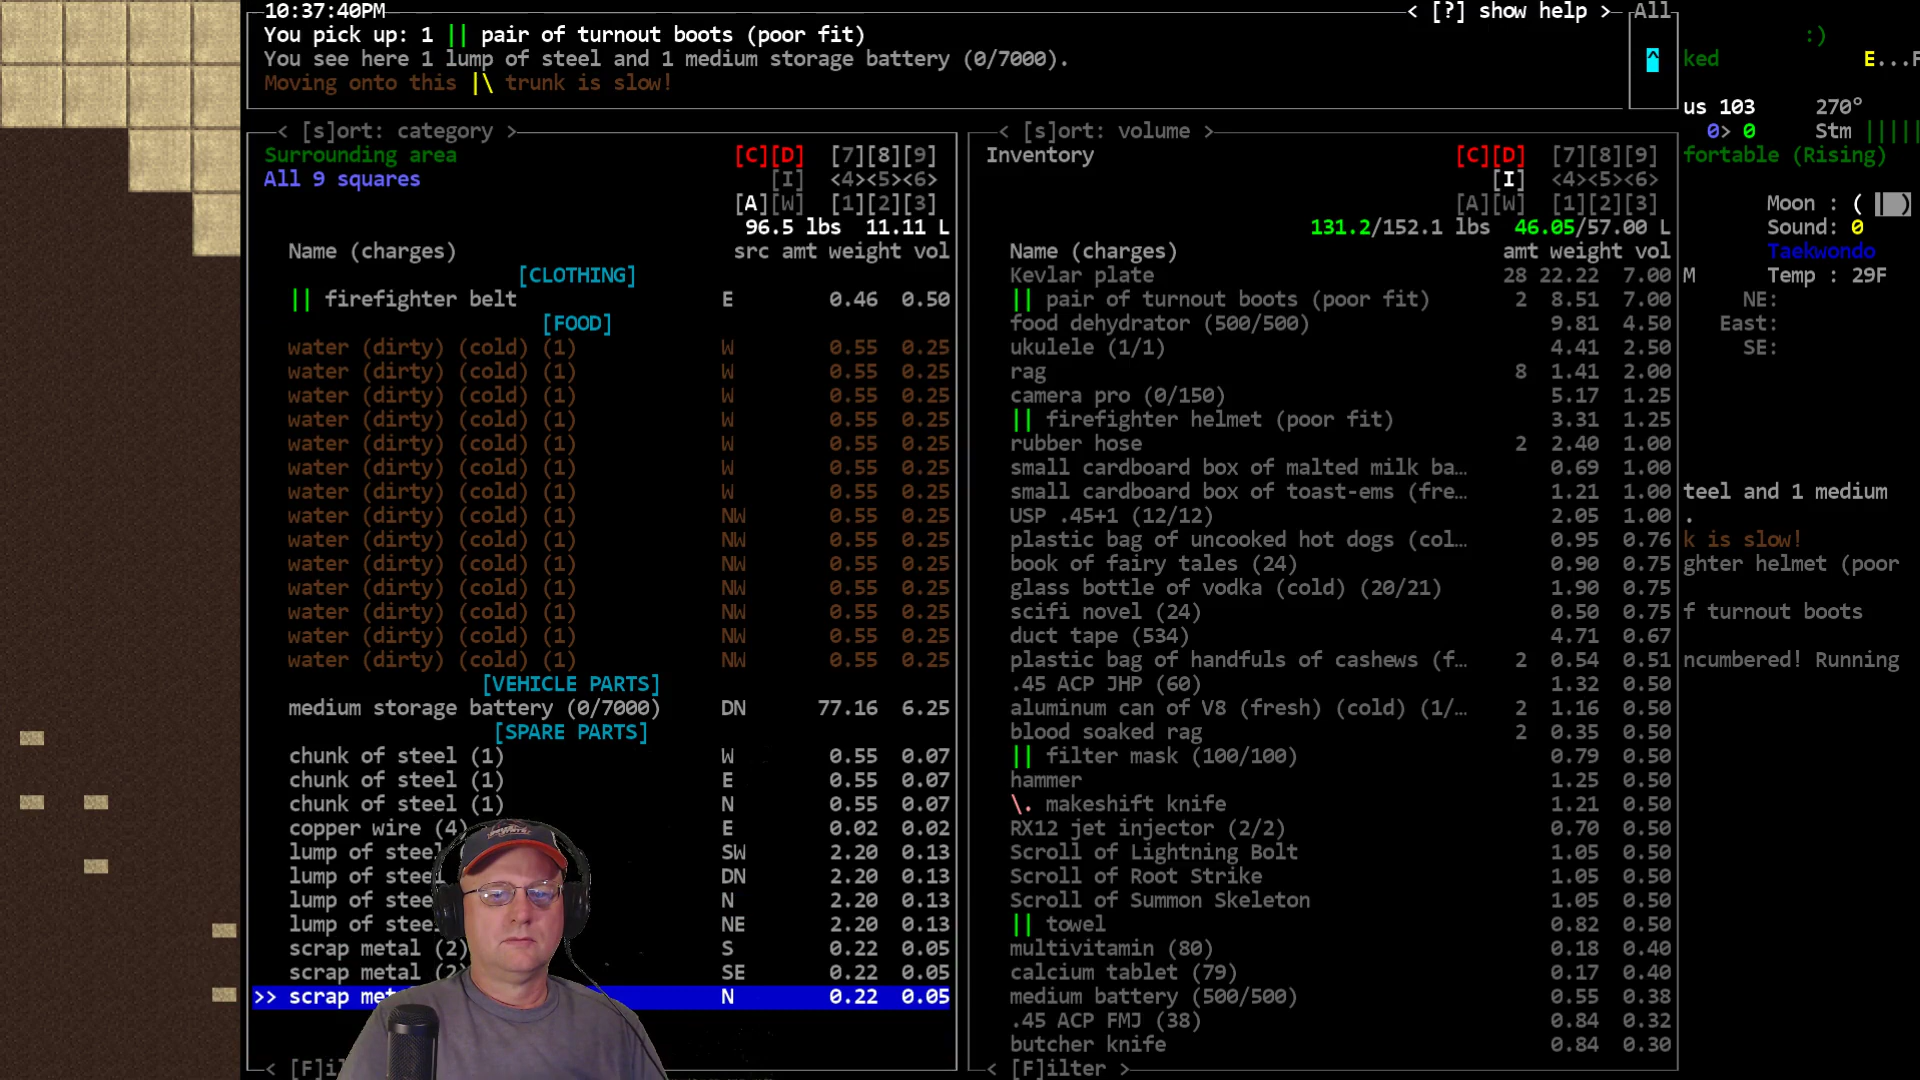 10:37:40PM
< [?] show help >
All
You pick up: 1 || pair of turnout boots (poor fit)
:)
You see here 1 lump of steel and 1 medium storage battery (0/7000).
^
ked
E...F
Moving onto this |\ trunk is slow!
us 103 270°
< [s]ort: category >
< [s]ort: volume >
0> 0 Stm |||||
Surrounding area [C][D] [7][8][9]
Inventory [C][D] [7][8][9]
fortable (Rising)
All 9 squares [I] <4><5><6>
[I] <4><5><6>
[A][W] [1][2][3]
[A][W] [1][2][3]
Moon : ( | )
96.5 lbs 11.11 L
131.2/152.1 lbs 46.05/57.00 L
Sound: 0
Name (charges) src amt weight vol
Name (charges) amt weight vol
Taekwondo
[CLOTHING]
Kevlar plate 28 22.22 7.00
M Temp : 29F
|| firefighter belt E 0.46 0.50
|| pair of turnout boots (poor fit) 2 8.51 7.00
NE:
[FOOD]
food dehydrator (500/500) 9.81 4.50
East:
water (dirty) (cold) (1) W 0.55 0.25
ukulele (1/1) 4.41 2.50
SE:
water (dirty) (cold) (1) W 0.55 0.25
rag 8 1.41 2.00
water (dirty) (cold) (1) W 0.55 0.25
camera pro (0/150) 5.17 1.25
water (dirty) (cold) (1) W 0.55 0.25
|| firefighter helmet (poor fit) 3.31 1.25
water (dirty) (cold) (1) W 0.55 0.25
rubber hose 2 2.40 1.00
water (dirty) (cold) (1) W 0.55 0.25
small cardboard box of malted milk ba… 0.69 1.00
water (dirty) (cold) (1) W 0.55 0.25
small cardboard box of toast-ems (fre… 1.21 1.00
teel and 1 medium
water (dirty) (cold) (1) NW 0.55 0.25
USP .45+1 (12/12) 2.05 1.00
.
water (dirty) (cold) (1) NW 0.55 0.25
plastic bag of uncooked hot dogs (col… 0.95 0.76
k is slow!
water (dirty) (cold) (1) NW 0.55 0.25
book of fairy tales (24) 0.90 0.75
ghter helmet (poor
water (dirty) (cold) (1) NW 0.55 0.25
glass bottle of vodka (cold) (20/21) 1.90 0.75
water (dirty) (cold) (1) NW 0.55 0.25
scifi novel (24) 0.50 0.75
f turnout boots
water (dirty) (cold) (1) NW 0.55 0.25
duct tape (534) 4.71 0.67
water (dirty) (cold) (1) NW 0.55 0.25
plastic bag of handfuls of cashews (f… 2 0.54 0.51
ncumbered! Running
[VEHICLE PARTS]
.45 ACP JHP (60) 1.32 0.50
medium storage battery (0/7000) DN 77.16 6.25
aluminum can of V8 (fresh) (cold) (1/… 2 1.16 0.50
[SPARE PARTS]
blood soaked rag 2 0.35 0.50
chunk of steel (1) W 0.55 0.07
|| filter mask (100/100) 0.79 0.50
chunk of steel (1) E 0.55 0.07
hammer 1.25 0.50
chunk of steel (1) N 0.55 0.07
\. makeshift knife 1.21 0.50
copper wire (4) E 0.02 0.02
RX12 jet injector (2/2) 0.70 0.50
lump of stee SW 2.20 0.13
Scroll of Lightning Bolt 1.05 0.50
lump of stee DN 2.20 0.13
Scroll of Root Strike 1.05 0.50
lump of stee N 2.20 0.13
Scroll of Summon Skeleton 1.05 0.50
lump of stee NE 2.20 0.13
|| towel 0.82 0.50
scrap metal (2) S 0.22 0.05
multivitamin (80) 0.18 0.40
scrap metal (2) SE 0.22 0.05
calcium tablet (79) 0.17 0.40
>> scrap met N 0.22 0.05
medium battery (500/500) 0.55 0.38
.45 ACP FMJ (38) 0.84 0.32
butcher knife 0.84 0.30
< [F]il
< [F]ilter >